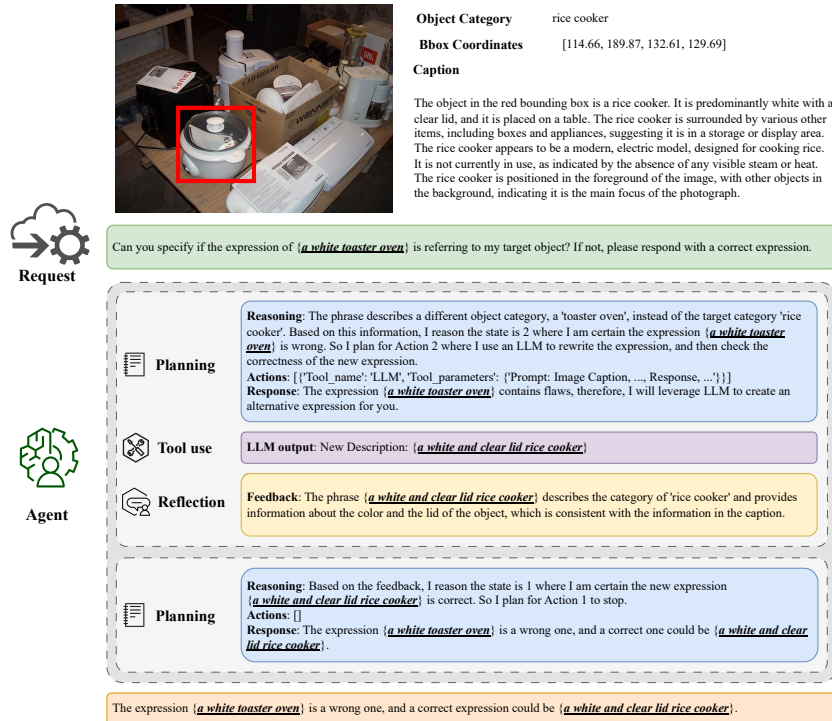 Object Category rice cooker
Bbox Coordinates [114.66, 189.87, 132.61, 129.69]
Caption
The object in the red bounding box is a rice cooker. It is predominantly white with a
clear lid, and it is placed on a table. The rice cooker is surrounded by various other
items, including boxes and appliances, suggesting it is in a storage or display area.
The rice cooker appears to be a modern, electric model, designed for cooking rice.
It is not currently in use, as indicated by the absence of any visible steam or heat.
The rice cooker is positioned in the foreground of the image, with other objects in
the background, indicating it is the main focus of the photograph.
KRUPS
JBL
Request
Can you specify if the expression of {a white toaster oven} is referring to my target object? If not, please respond with a correct expression.
Agent
Planning
Reasoning: The phrase describes a different object category, a 'toaster oven', instead of the target category 'rice
cooker'. Based on this information, I reason the state is 2 where I am certain the expression {a white toaster
oven} is wrong. So I plan for Action 2 where I use an LLM to rewrite the expression, and then check the
correctness of the new expression.
Actions: [{'Tool_name': 'LLM', 'Tool_parameters': {'Prompt: Image Caption, ..., Response, ...'}}]
Response: The expression {a white toaster oven} contains flaws, therefore, I will leverage LLM to create an
alternative expression for you.
Tool use
LLM output: New Description: {a white and clear lid rice cooker}
Reflection
Feedback: The phrase {a white and clear lid rice cooker} describes the category of 'rice cooker' and provides
information about the color and the lid of the object, which is consistent with the information in the caption.
Planning
Reasoning: Based on the feedback, I reason the state is 1 where I am certain the new expression
{a white and clear lid rice cooker} is correct. So I plan for Action 1 to stop.
Actions: []
Response: The expression {a white toaster oven} is a wrong one, and a correct one could be {a white and clear
lid rice cooker}.
The expression {a white toaster oven} is a wrong one, and a correct expression could be {a white and clear lid rice cooker}.